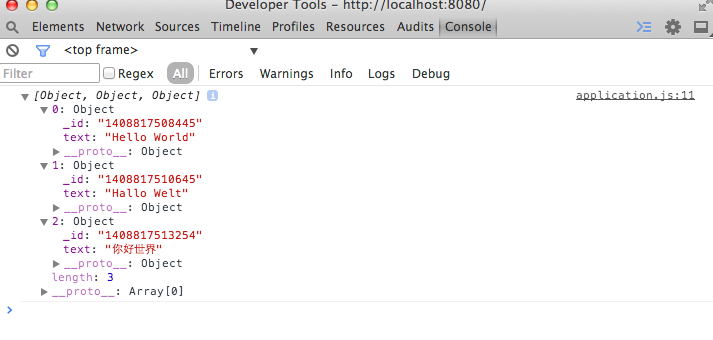 Developer Tools - http://localhost:8080/
Elements Network Sources Timeline Profiles Resources Audits Console
<top frame>
Filter Regex All Errors Warnings Info Logs Debug
[Object, Object, Object] i application.js:11
0: Object
_id: "1408817508445"
text: "Hello World"
__proto__: Object
1: Object
_id: "1408817510645"
text: "Hallo Welt"
__proto__: Object
2: Object
_id: "1408817513254"
text: "你好世界"
__proto__: Object
length: 3
__proto__: Array[0]